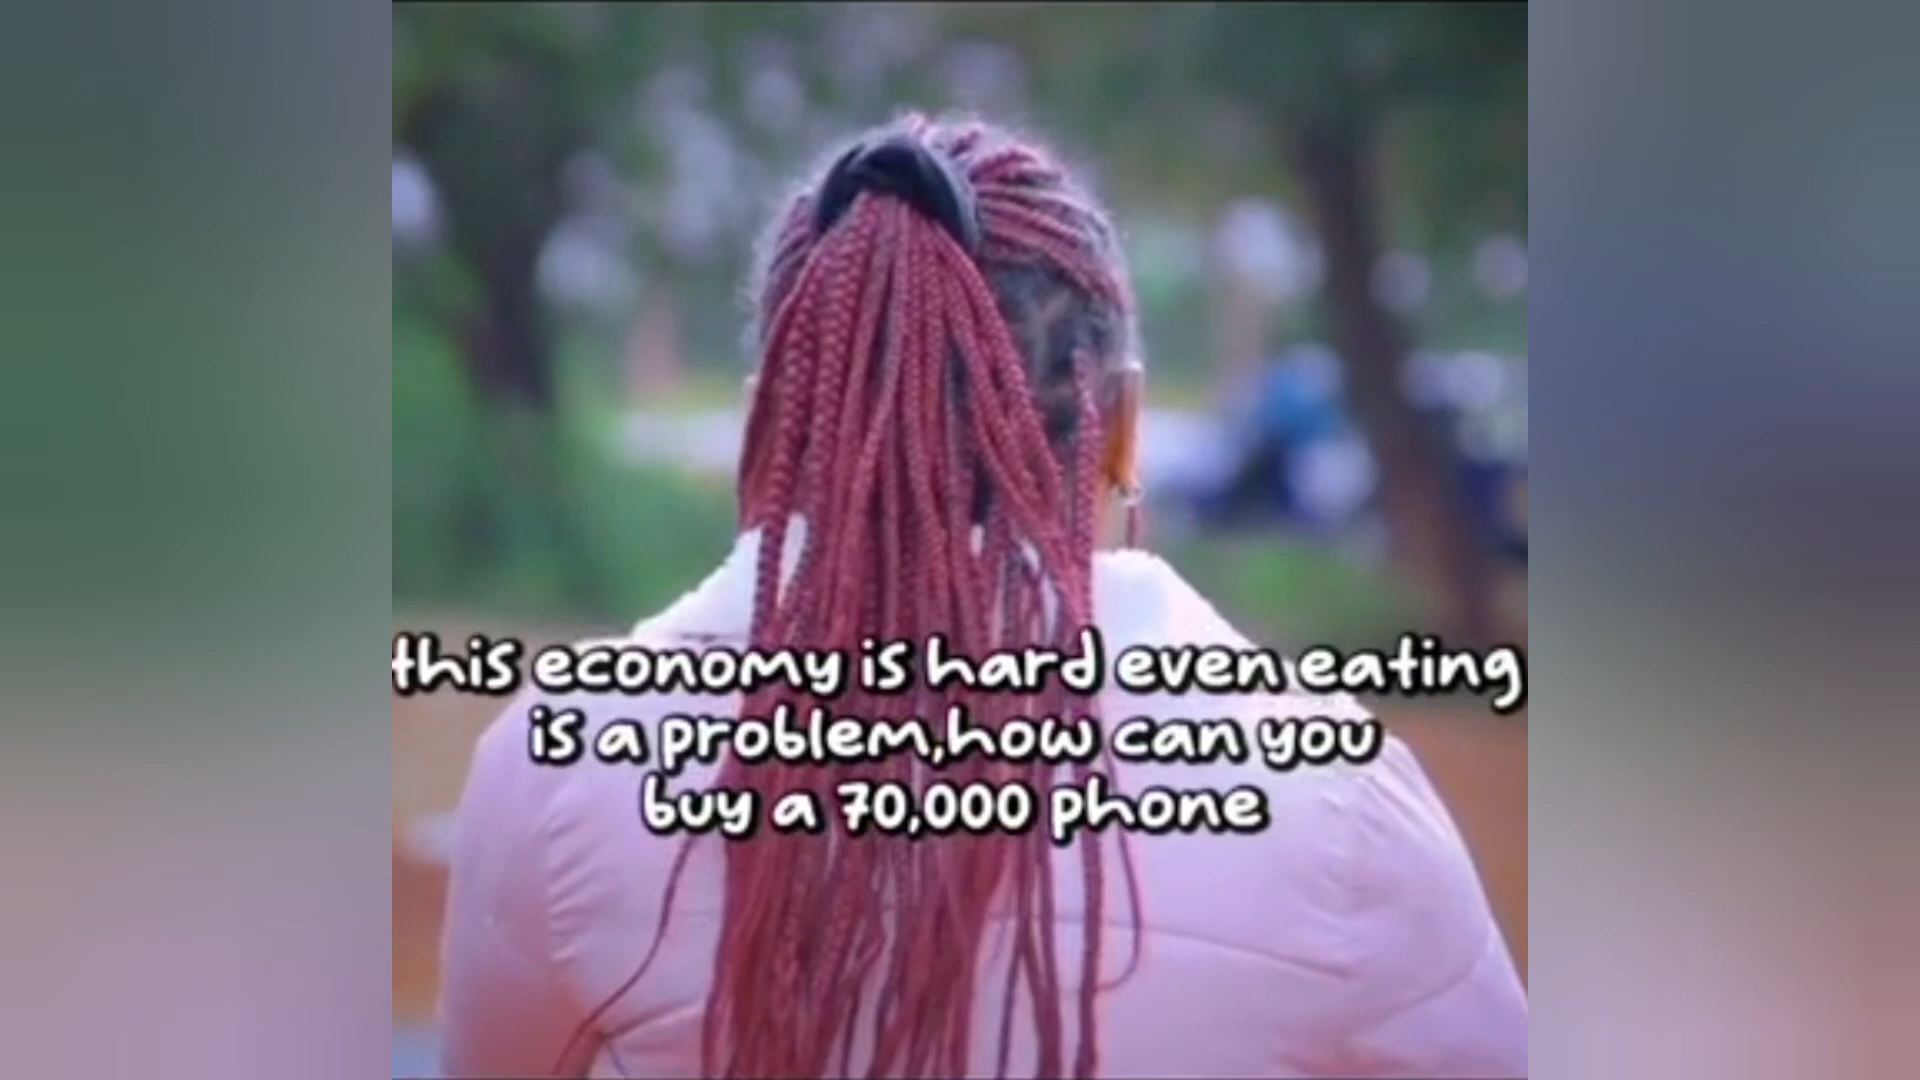 this economy is hard even eating
is a problem,how can you
buy a 70,000 phone